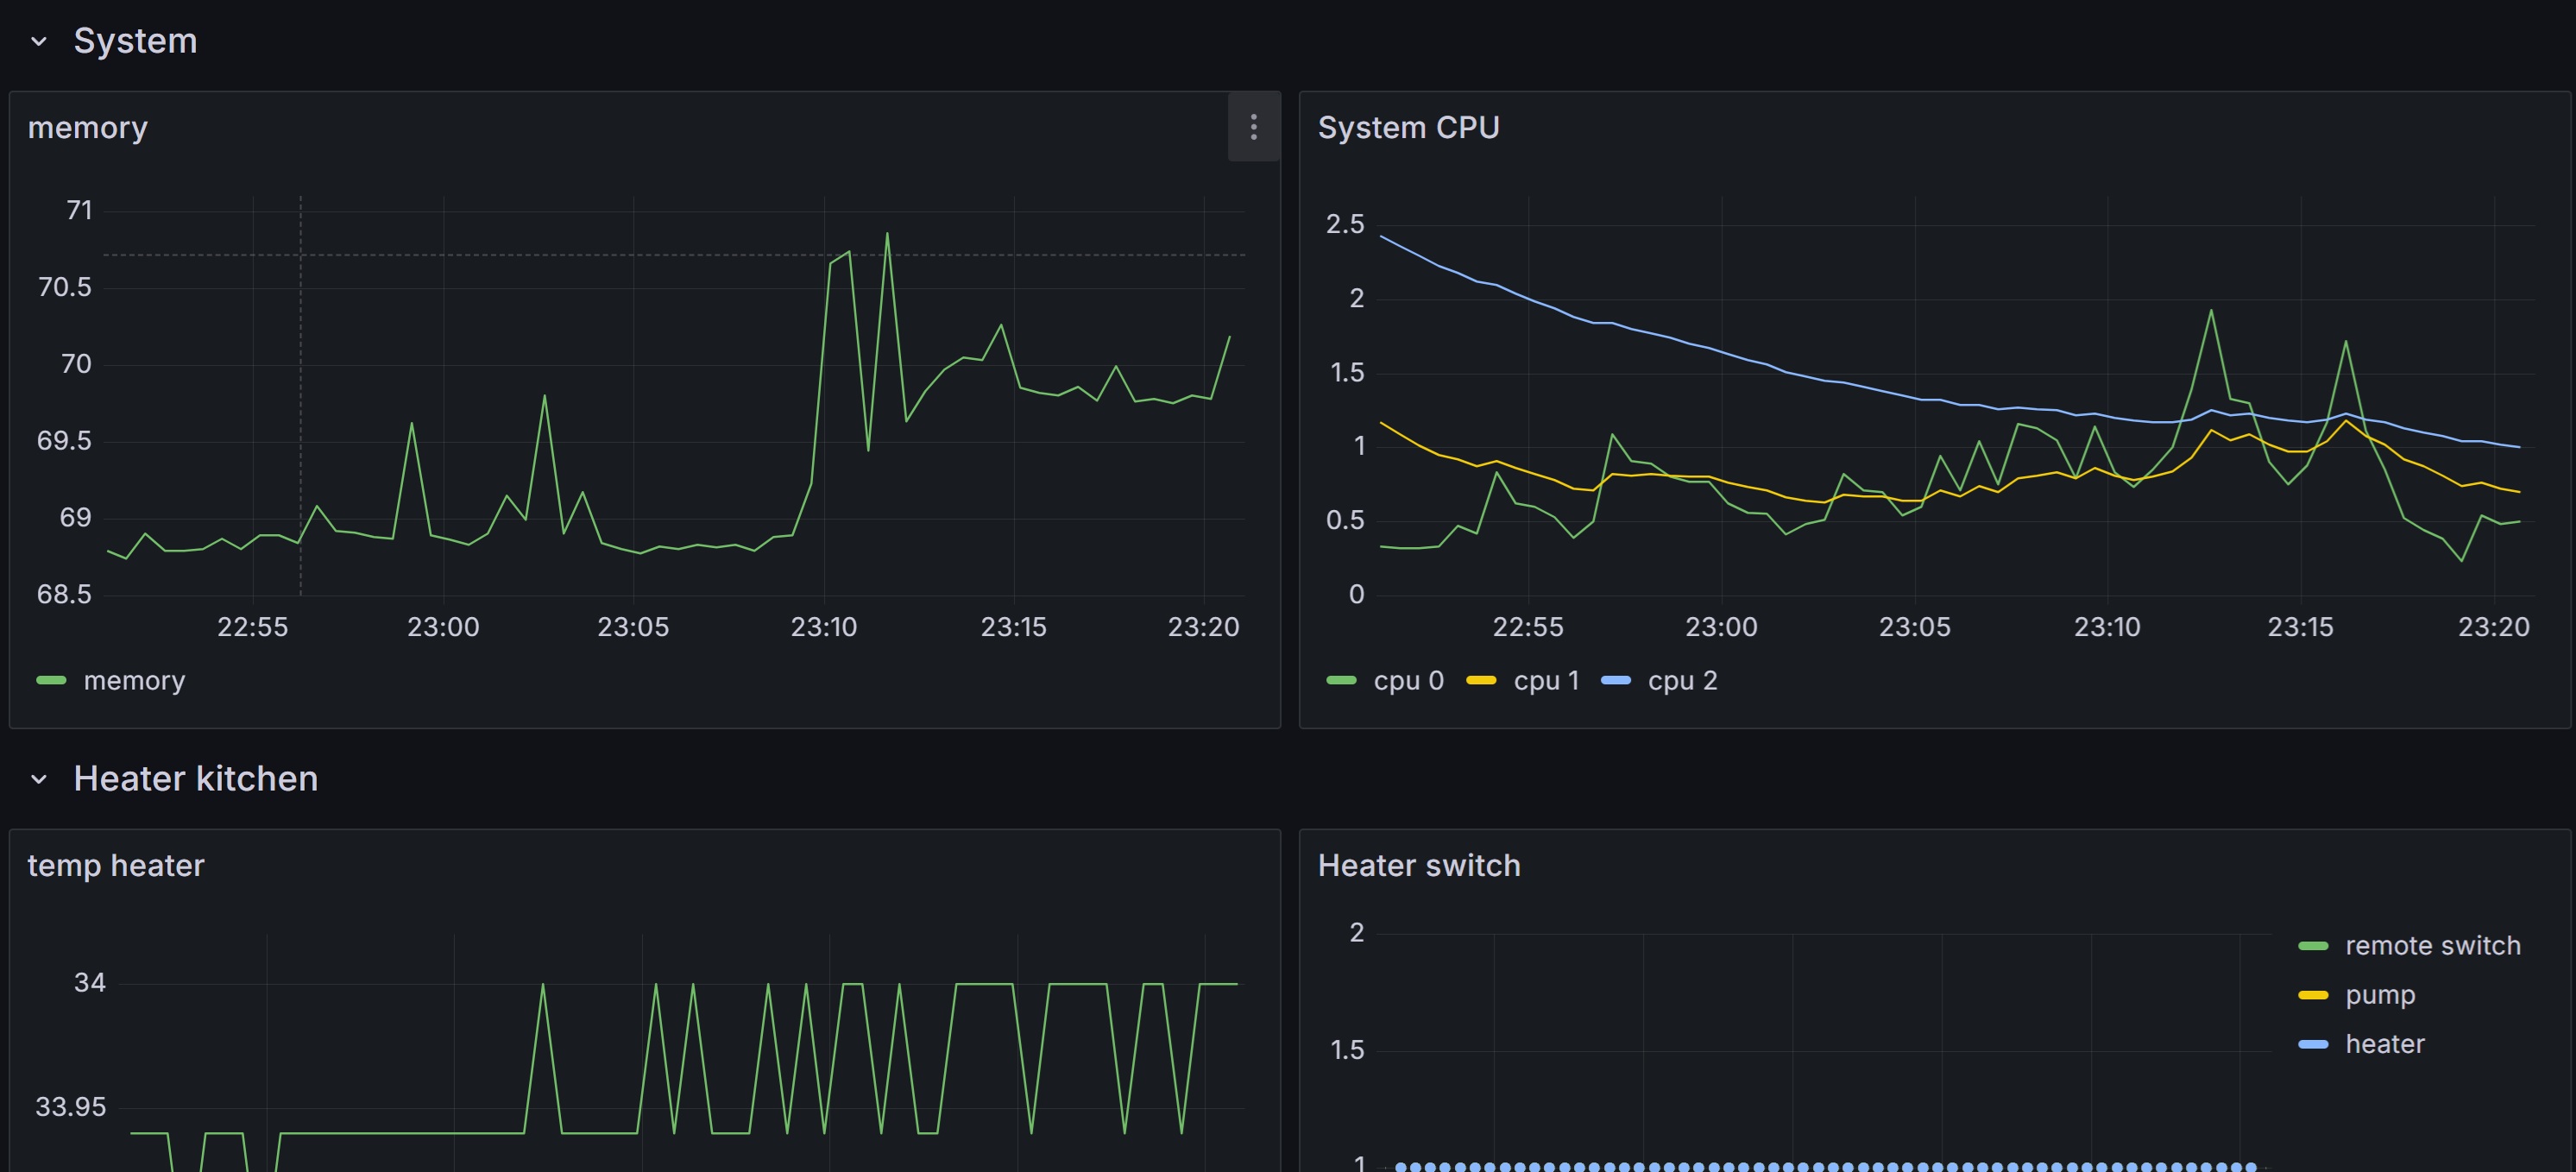 System
memory
71
70.5
70
69.5
69
68.5
22:55 23:00 23:05 23:10 23:15 23:20
memory
System CPU
2.5
2
1.5
1
0.5
0
22:55 23:00 23:05 23:10 23:15 23:20
cpu 0 cpu 1 cpu 2
Heater kitchen
temp heater
34
33.95
Heater switch
2
1.5
1
remote switch
pump
heater